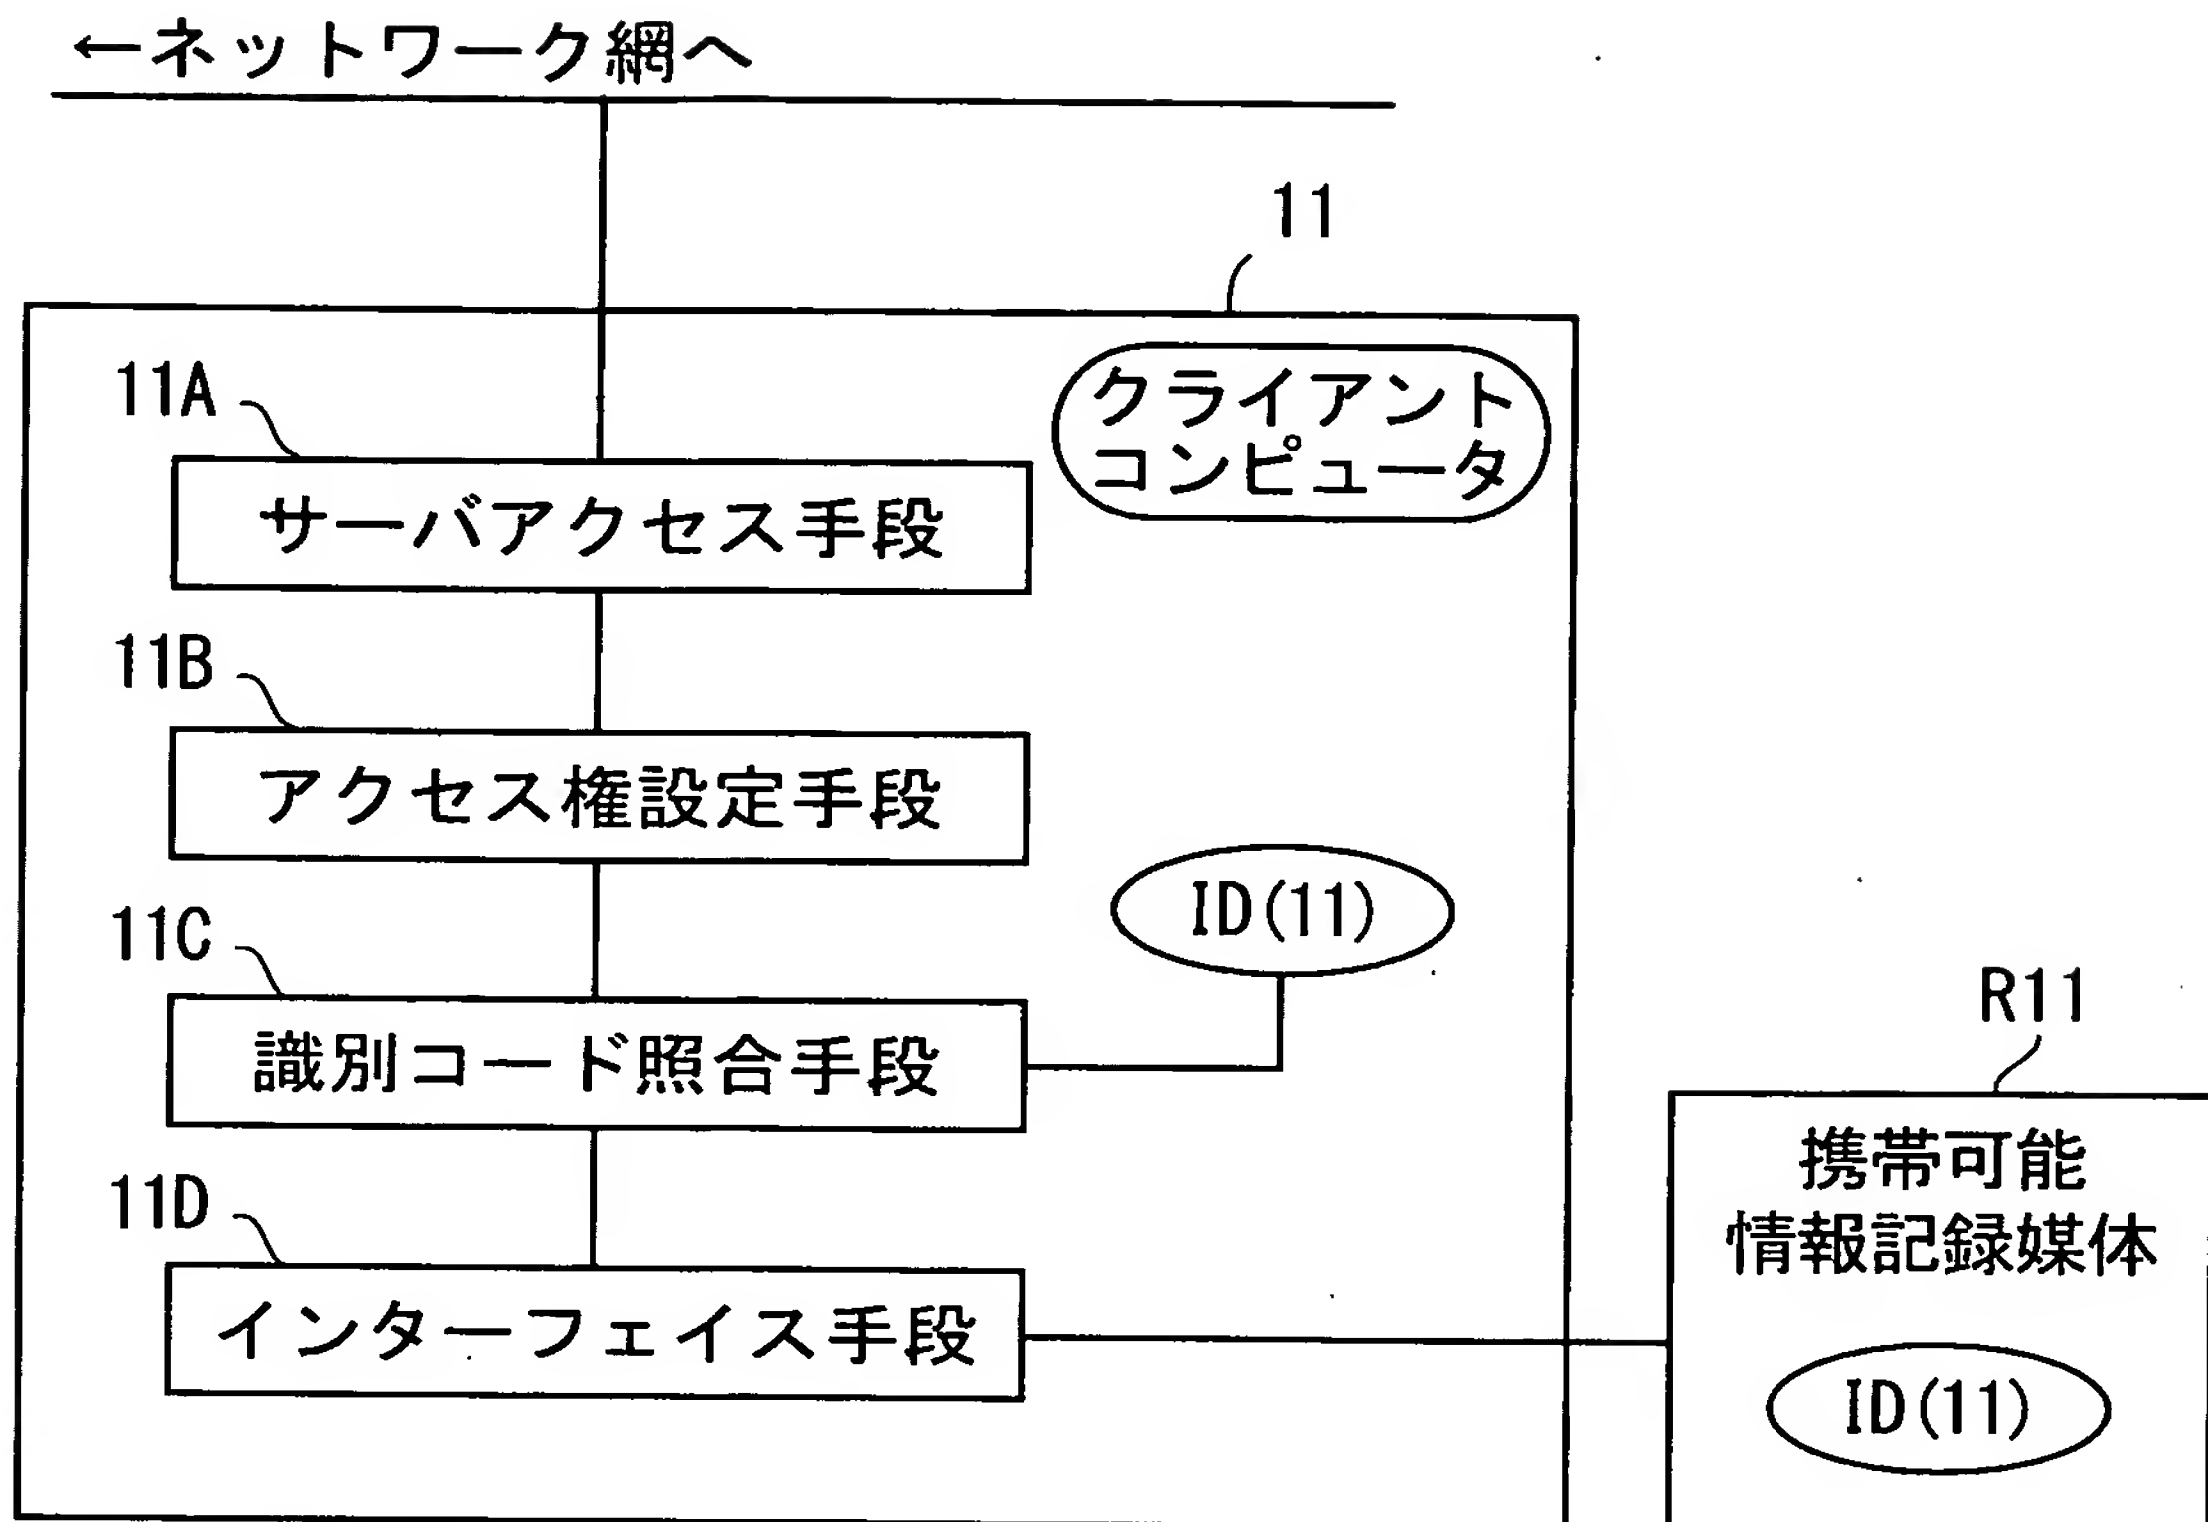 ←ネットワーク網へ
11
クライアント
コンピュータ
11A
サーバアクセス手段
11B
アクセス権設定手段
ID(11)
11C
識別コード照合手段
R11
携帯可能
情報記録媒体
11D
インターフェイス手段
ID(11)